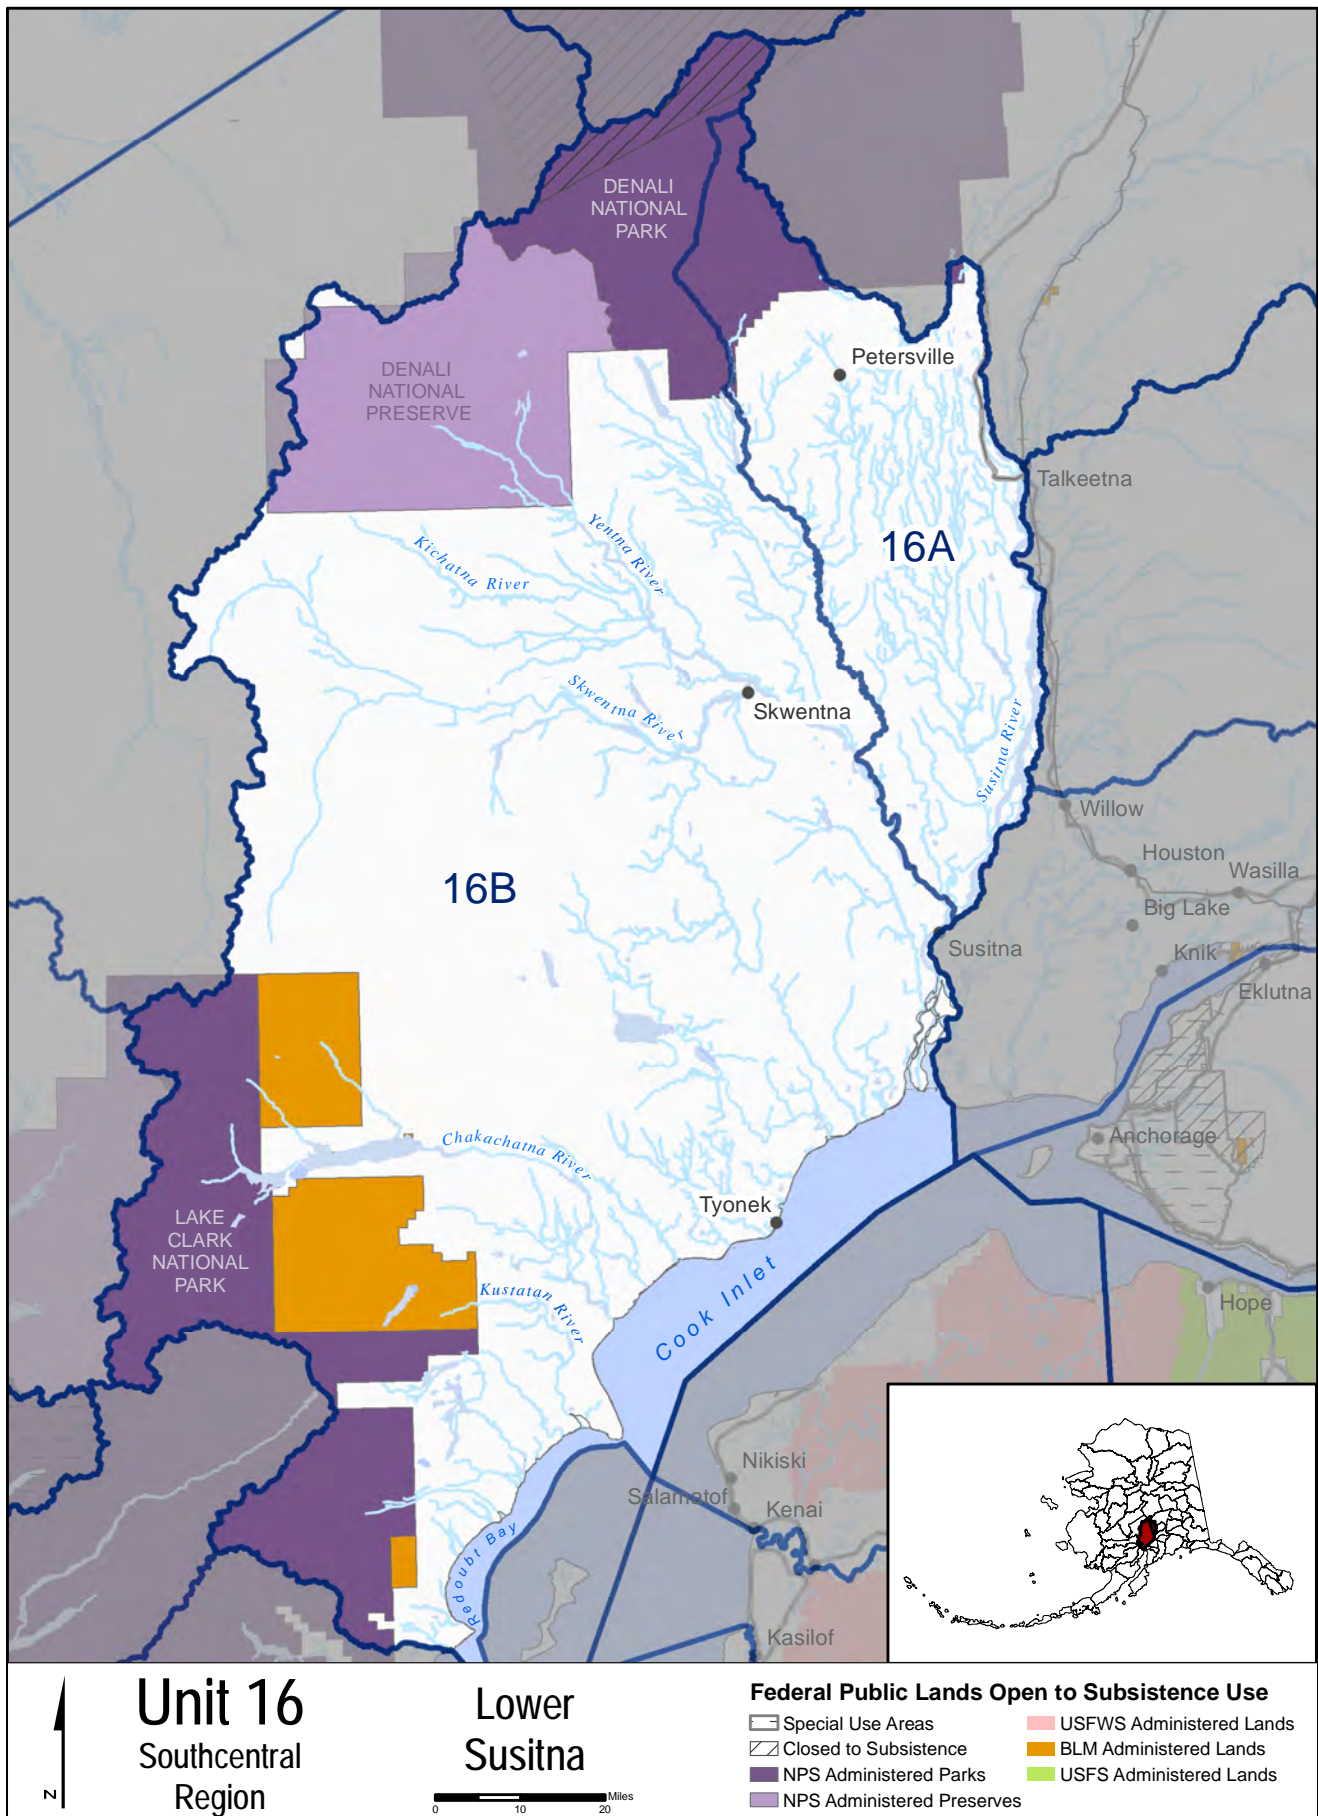 DENALI
NATIONAL
PARK
Petersville
DENALI
NATIONAL
PRESERVE
Talkeetna
16A
Yentna River
Kichatna River
Skwentna River
Skwentna
Susitna River
Willow
Houston
Wasilla
16B
Big Lake
Susitna
Knik
Eklutna
Anchorage
Chakachatna River
Tyonek
LAKE
CLARK
NATIONAL
PARK
Kustatan River
Cook Inlet
Hope
Nikiski
Salamatof
Kenai
Redoubt Bay
Kasilof
N
Unit 16
Southcentral
Region
Lower
Susitna
Miles
0 10 20
Federal Public Lands Open to Subsistence Use
Special Use Areas
Closed to Subsistence
NPS Administered Parks
NPS Administered Preserves
USFWS Administered Lands
BLM Administered Lands
USFS Administered Lands